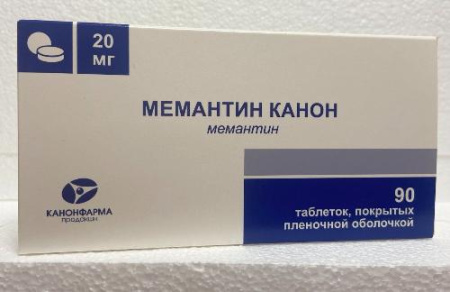 20
мг
МЕМАНТИН КАНОН
мемантин
КАНОНФАРМА
продакшн
90
таблеток, покрытых
пленочной оболочкой